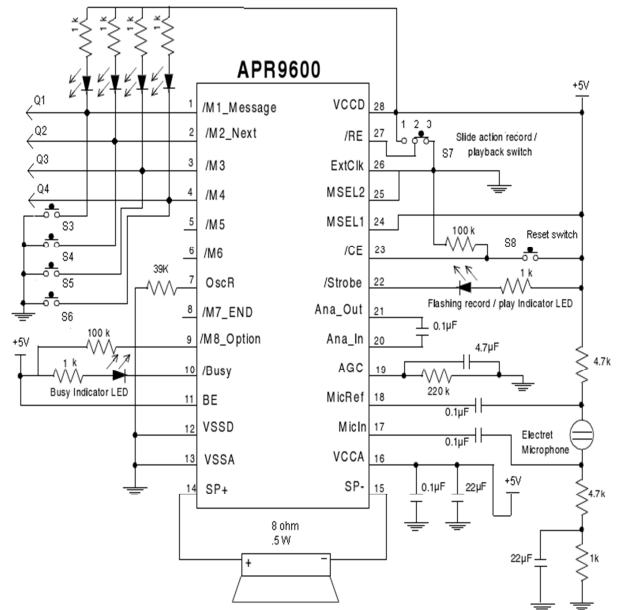 1 k
1 k
1 k
1 k
APR9600
+5V
Q1
Q2
Q3
Q4
1
/M1_Message
2
/M2_Next
3
/M3
4
/M4
5
/M5
6
/M6
7
OscR
8
/M7_END
9
/M8_Option
10
/Busy
11
BE
12
VSSD
13
VSSA
14
SP+
VCCD
28
/RE
27
ExtClk
26
MSEL2
25
MSEL1
24
/CE
23
/Strobe
22
Ana_Out
21
Ana_In
20
AGC
19
MicRef
18
MicIn
17
VCCA
16
SP-
15
S3
S4
S5
S6
39K
+5V
100 k
1 k
Busy Indicator LED
1 2 3
S7
Slide action record /
playback switch
100 k
S8
Reset switch
1 k
Flashing record / play Indicator LED
0.1µF
4.7µF
220 k
4.7k
0.1µF
0.1µF
Electret
Microphone
0.1µF
22µF
+5V
4.7k
22µF
1k
8 ohm
.5 W
+
−